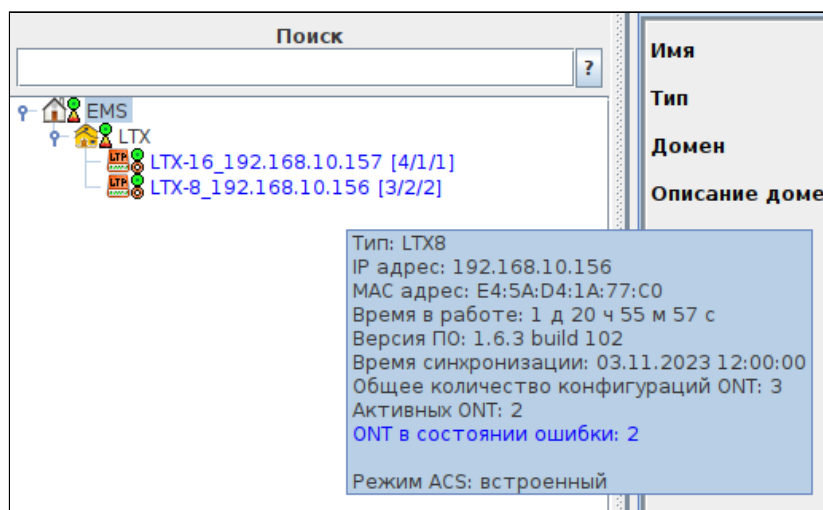 Поиск
?
EMS
LTX
LTP LTX-16_192.168.10.157 [4/1/1]
LTP LTX-8_192.168.10.156 [3/2/2]
Имя
Тип
Домен
Описание доме
Тип: LTX8
IP адрес: 192.168.10.156
MAC адрес: E4:5A:D4:1A:77:C0
Время в работе: 1 д 20 ч 55 м 57 с
Версия ПО: 1.6.3 build 102
Время синхронизации: 03.11.2023 12:00:00
Общее количество конфигураций ONT: 3
Активных ONT: 2
ONT в состоянии ошибки: 2
Режим ACS: встроенный